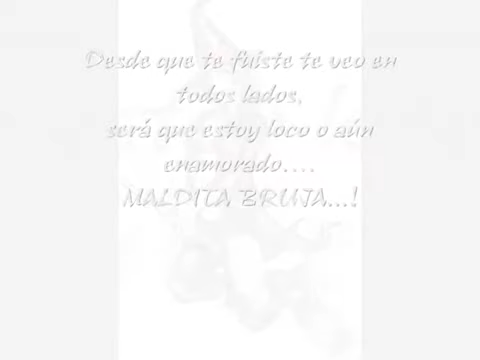 Desde que te fuiste te veo en
todos lados,
será que estoy loco o aún
enamorado....
MALDITA BRUJA...!